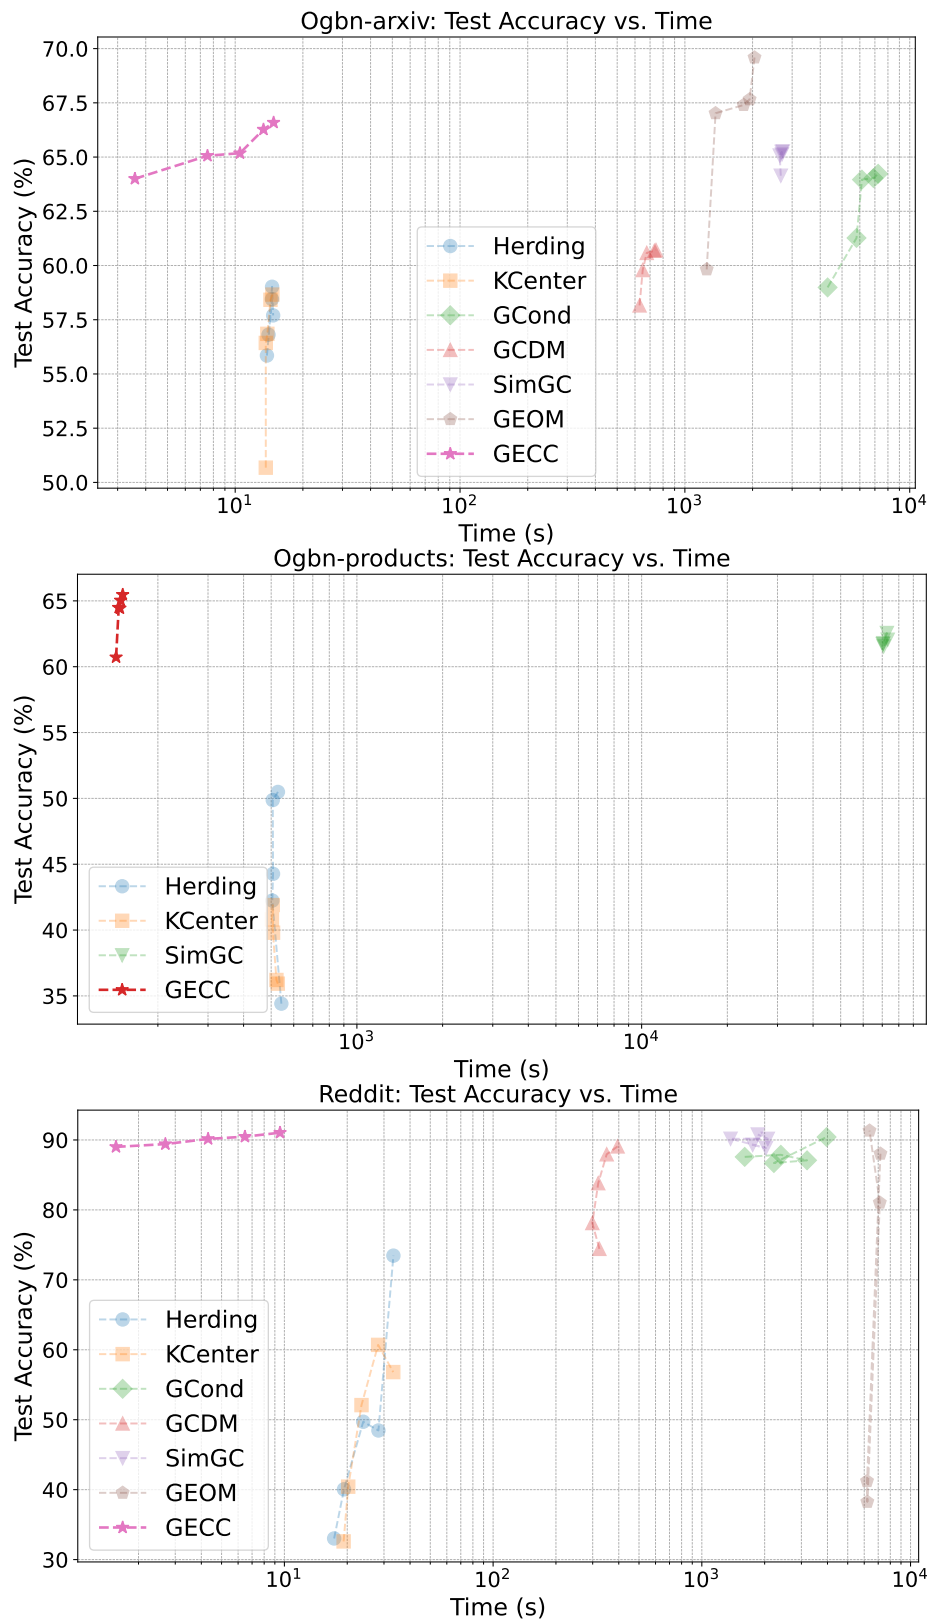 Ogbn-arxiv: Test Accuracy vs. Time
70.0
67.5
65.0
62.5
60.0
57.5
55.0
52.5
50.0
Test Accuracy (%)
Herding
KCenter
GCond
GCDM
SimGC
GEOM
GECC
10¹ 10² 10³ 10⁴
Time (s)
Ogbn-products: Test Accuracy vs. Time
65
60
55
50
45
40
35
Test Accuracy (%)
Herding
KCenter
SimGC
GECC
10³ 10⁴
Time (s)
Reddit: Test Accuracy vs. Time
90
80
70
60
50
40
30
Test Accuracy (%)
Herding
KCenter
GCond
GCDM
SimGC
GEOM
GECC
10¹ 10² 10³ 10⁴
Time (s)